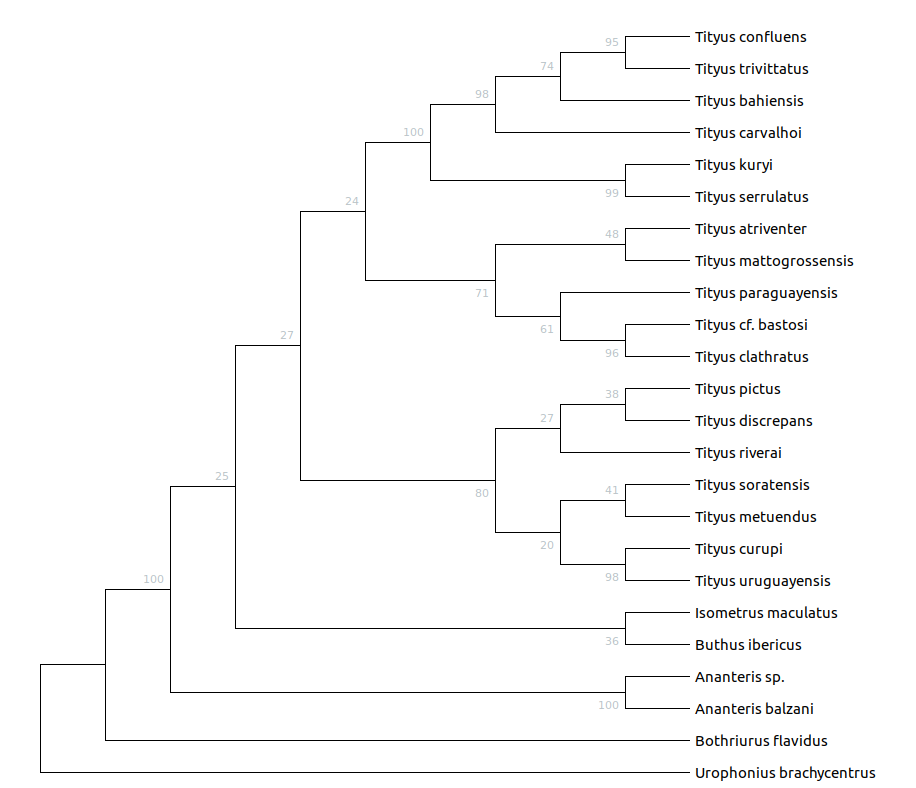 95
Tityus confluens
74
Tityus trivittatus
98
Tityus bahiensis
100
Tityus carvalhoi
Tityus kuryi
99
Tityus serrulatus
24
48
Tityus atriventer
Tityus mattogrossensis
71
Tityus paraguayensis
61
Tityus cf. bastosi
27
96
Tityus clathratus
38
Tityus pictus
27
Tityus discrepans
Tityus riverai
25
80
41
Tityus soratensis
Tityus metuendus
20
Tityus curupi
100
98
Tityus uruguayensis
Isometrus maculatus
36
Buthus ibericus
Ananteris sp.
100
Ananteris balzani
Bothriurus flavidus
Urophonius brachycentrus